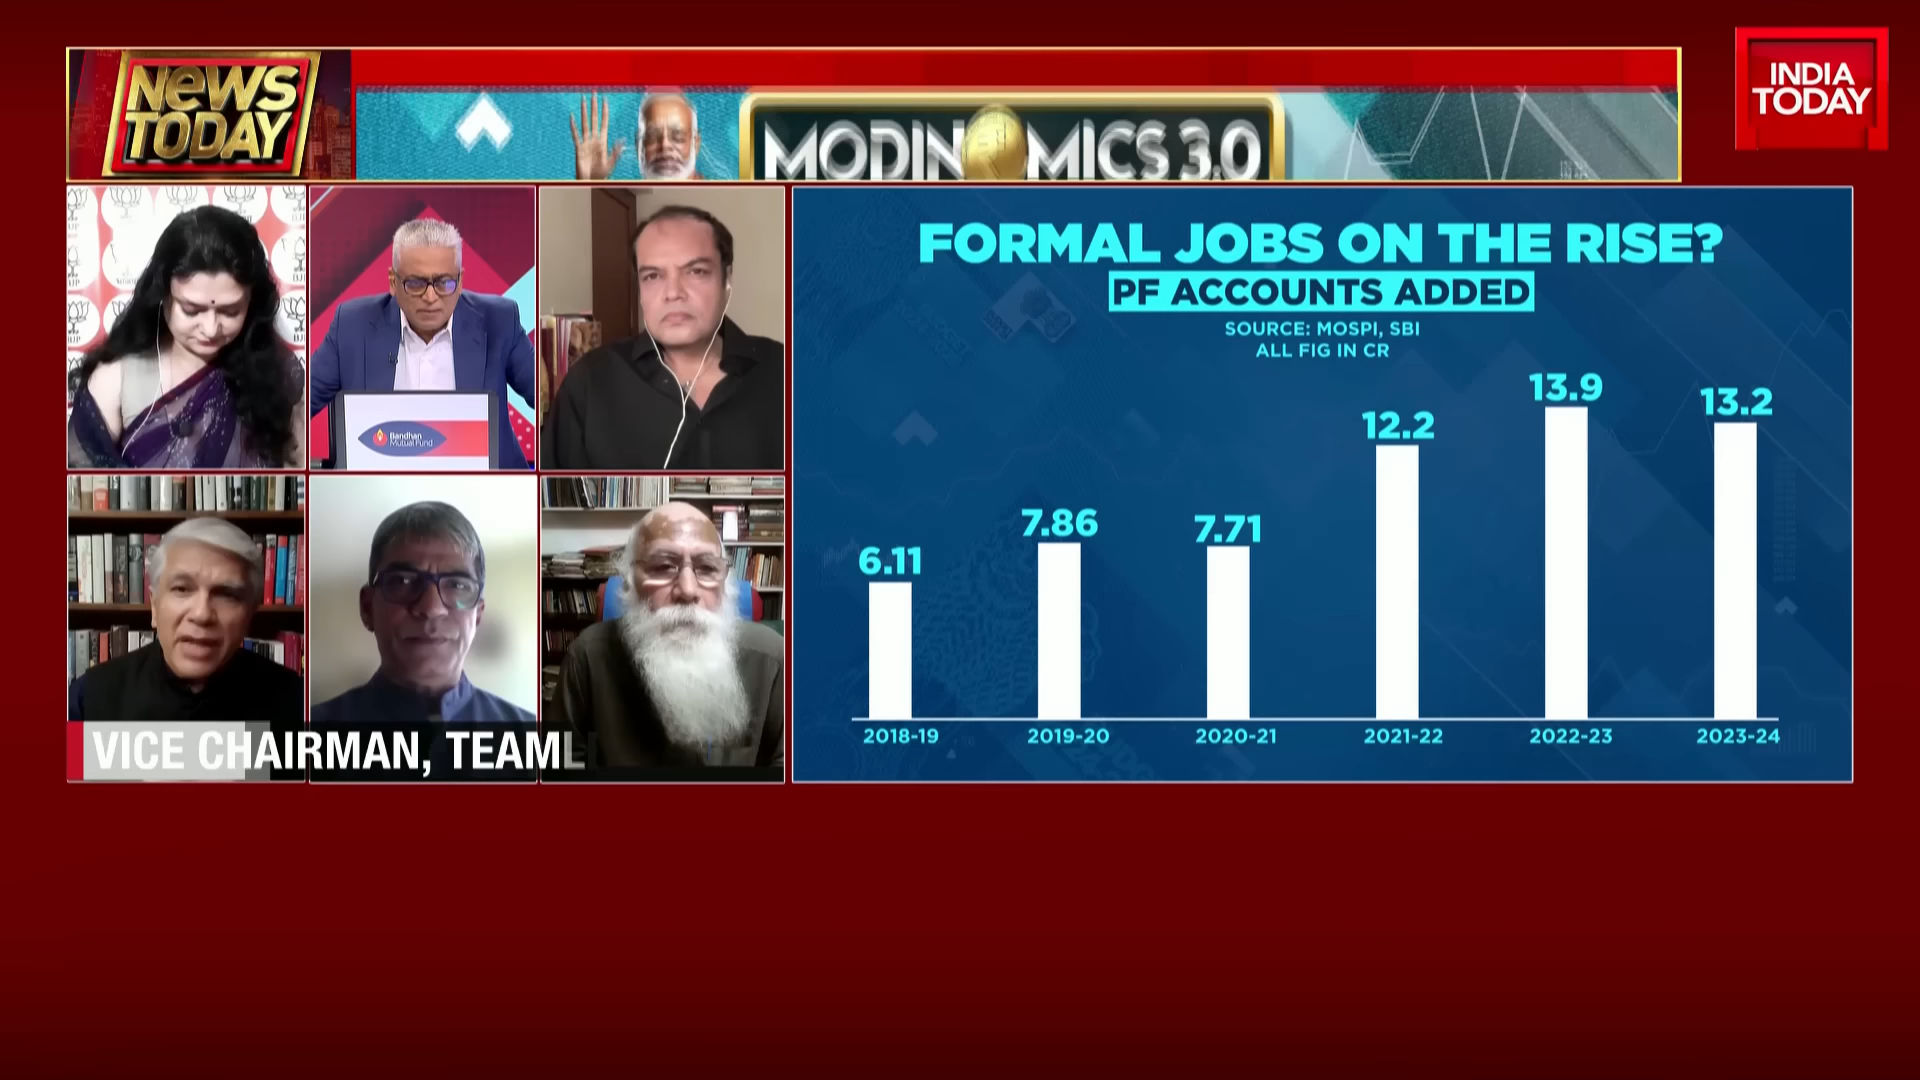 NEWS
TODAY
MODINOMICS 3.0
INDIA
TODAY
BJP
Bandhan
Mutual Fund
VICE CHAIRMAN, TEAML
FORMAL JOBS ON THE RISE?
PF ACCOUNTS ADDED
SOURCE: MOSPI, SBI
ALL FIG IN CR
6.11
7.86
7.71
12.2
13.9
13.2
2018-19
2019-20
2020-21
2021-22
2022-23
2023-24